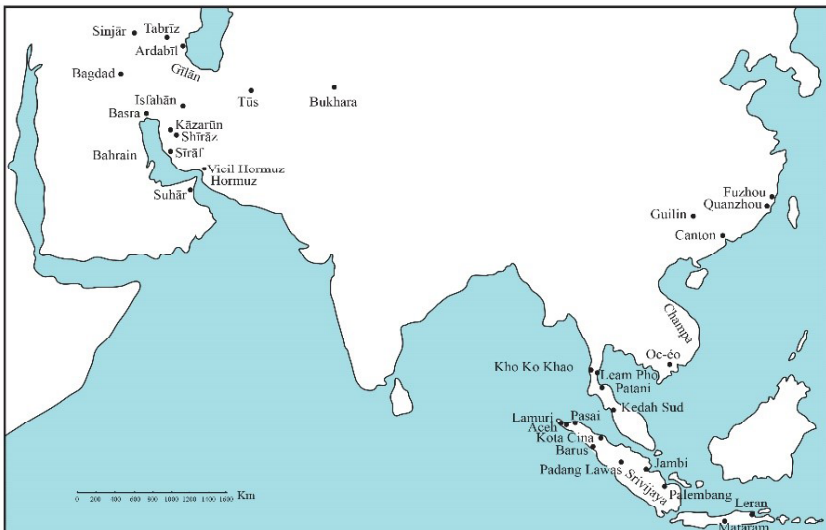 Sinjār
Tabrīz
Ardabīl
Gīlān
Bagdad
Isfahān
Tūs
Bukhara
Basra
Kāzarūn
Shīrāz
Sīrāf
Bahrain
Vieil Hormuz
Hormuz
Suhār
Fuzhou
Quanzhou
Guilin
Canton
Champa
Oc-èo
Kho Ko Khao
Leam Pho
Patani
Kedah Sud
Lamuri
Pasai
Aceh
Kota Cina
Barus
Padang Lawas
Jambi
Srivijaya
Palembang
Leran
Mataram
0 200 400 600 800 1000 1200 1400 1600 Km